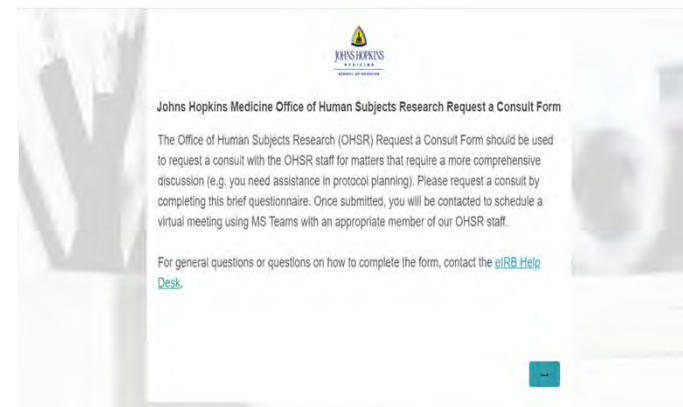 JOHNS HOPKINS
MEDICINE
SCHOOL OF MEDICINE
Johns Hopkins Medicine Office of Human Subjects Research Request a Consult Form
The Office of Human Subjects Research (OHSR) Request a Consult Form should be used
to request a consult with the OHSR staff for matters that require a more comprehensive
discussion (e.g. you need assistance in protocol planning). Please request a consult by
completing this brief questionnaire. Once submitted, you will be contacted to schedule a
virtual meeting using MS Teams with an appropriate member of our OHSR staff.
For general questions or questions on how to complete the form, contact the eIRB Help
Desk.